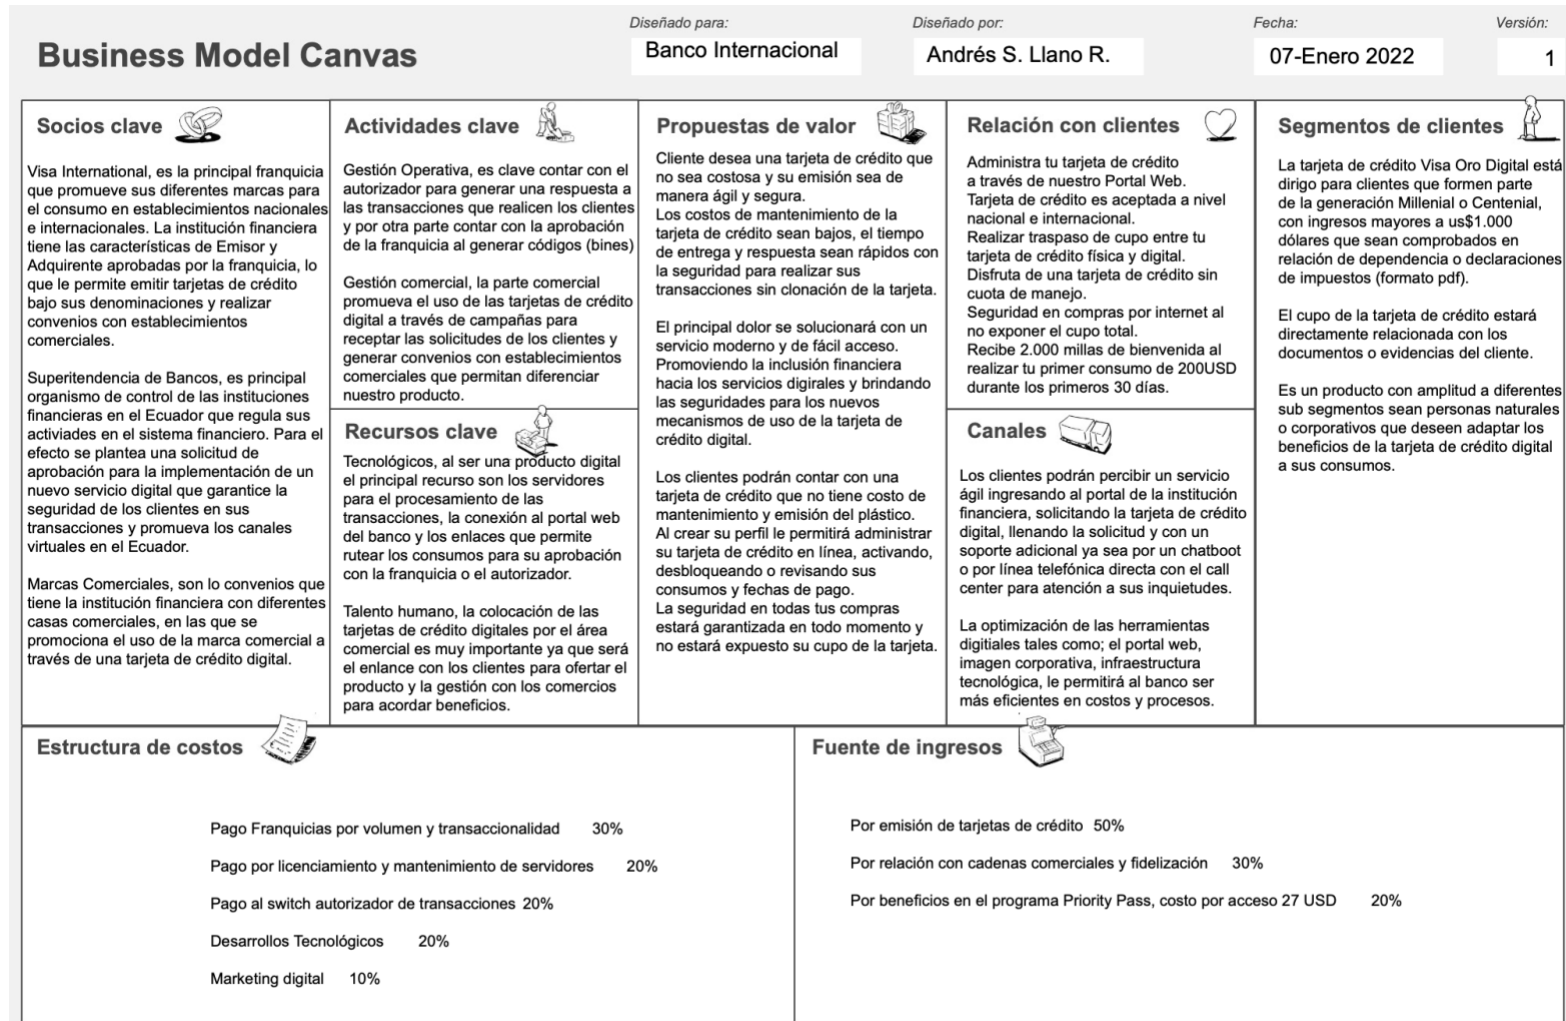 Business Model Canvas
Diseñado para:
Banco Internacional
Diseñado por:
Andrés S. Llano R.
Fecha:
07-Enero 2022
Versión:
1
Socios clave
Visa International, es la principal franquicia
que promueve sus diferentes marcas para
el consumo en establecimientos nacionales
e internacionales. La institución financiera
tiene las características de Emisor y
Adquirente aprobadas por la franquicia, lo
que le permite emitir tarjetas de crédito
bajo sus denominaciones y realizar
convenios con establecimientos
comerciales.
Superitendencia de Bancos, es principal
organismo de control de las instituciones
financieras en el Ecuador que regula sus
activiades en el sistema financiero. Para el
efecto se plantea una solicitud de
aprobación para la implementación de un
nuevo servicio digital que garantice la
seguridad de los clientes en sus
transacciones y promueva los canales
virtuales en el Ecuador.
Marcas Comerciales, son lo convenios que
tiene la institución financiera con diferentes
casas comerciales, en las que se
promociona el uso de la marca comercial a
través de una tarjeta de crédito digital.
Actividades clave
Gestión Operativa, es clave contar con el
autorizador para generar una respuesta a
las transacciones que realicen los clientes
y por otra parte contar con la aprobación
de la franquicia al generar códigos (bines)
Gestión comercial, la parte comercial
promueva el uso de las tarjetas de crédito
digital a través de campañas para
receptar las solicitudes de los clientes y
generar convenios con establecimientos
comerciales que permitan diferenciar
nuestro producto.
Recursos clave
Tecnológicos, al ser una producto digital
el principal recurso son los servidores
para el procesamiento de las
transacciones, la conexión al portal web
del banco y los enlaces que permite
rutear los consumos para su aprobación
con la franquicia o el autorizador.
Talento humano, la colocación de las
tarjetas de crédito digitales por el área
comercial es muy importante ya que será
el enlance con los clientes para ofertar el
producto y la gestión con los comercios
para acordar beneficios.
Propuestas de valor
Cliente desea una tarjeta de crédito que
no sea costosa y su emisión sea de
manera ágil y segura.
Los costos de mantenimiento de la
tarjeta de crédito sean bajos, el tiempo
de entrega y respuesta sean rápidos con
la seguridad para realizar sus
transacciones sin clonación de la tarjeta.
El principal dolor se solucionará con un
servicio moderno y de fácil acceso.
Promoviendo la inclusión financiera
hacia los servicios digirales y brindando
las seguridades para los nuevos
mecanismos de uso de la tarjeta de
crédito digital.
Los clientes podrán contar con una
tarjeta de crédito que no tiene costo de
mantenimiento y emisión del plástico.
Al crear su perfil le permitirá administrar
su tarjeta de crédito en línea, activando,
desbloqueando o revisando sus
consumos y fechas de pago.
La seguridad en todas tus compras
estará garantizada en todo momento y
no estará expuesto su cupo de la tarjeta.
Relación con clientes
Administra tu tarjeta de crédito
a través de nuestro Portal Web.
Tarjeta de crédito es aceptada a nivel
nacional e internacional.
Realizar traspaso de cupo entre tu
tarjeta de crédito física y digital.
Disfruta de una tarjeta de crédito sin
cuota de manejo.
Seguridad en compras por internet al
no exponer el cupo total.
Recibe 2.000 millas de bienvenida al
realizar tu primer consumo de 200USD
durante los primeros 30 días.
Canales
Los clientes podrán percibir un servicio
ágil ingresando al portal de la institución
financiera, solicitando la tarjeta de crédito
digital, llenando la solicitud y con un
soporte adicional ya sea por un chatboot
o por línea telefónica directa con el call
center para atención a sus inquietudes.
La optimización de las herramientas
digitiales tales como; el portal web,
imagen corporativa, infraestructura
tecnológica, le permitirá al banco ser
más eficientes en costos y procesos.
Segmentos de clientes
La tarjeta de crédito Visa Oro Digital está
dirigo para clientes que formen parte
de la generación Millenial o Centenial,
con ingresos mayores a us$1.000
dólares que sean comprobados en
relación de dependencia o declaraciones
de impuestos (formato pdf).
El cupo de la tarjeta de crédito estará
directamente relacionada con los
documentos o evidencias del cliente.
Es un producto con amplitud a diferentes
sub segmentos sean personas naturales
o corporativos que deseen adaptar los
beneficios de la tarjeta de crédito digital
a sus consumos.
Estructura de costos
Pago Franquicias por volumen y transaccionalidad 30%
Pago por licenciamiento y mantenimiento de servidores 20%
Pago al switch autorizador de transacciones 20%
Desarrollos Tecnológicos 20%
Marketing digital 10%
Fuente de ingresos
Por emisión de tarjetas de crédito 50%
Por relación con cadenas comerciales y fidelización 30%
Por beneficios en el programa Priority Pass, costo por acceso 27 USD 20%